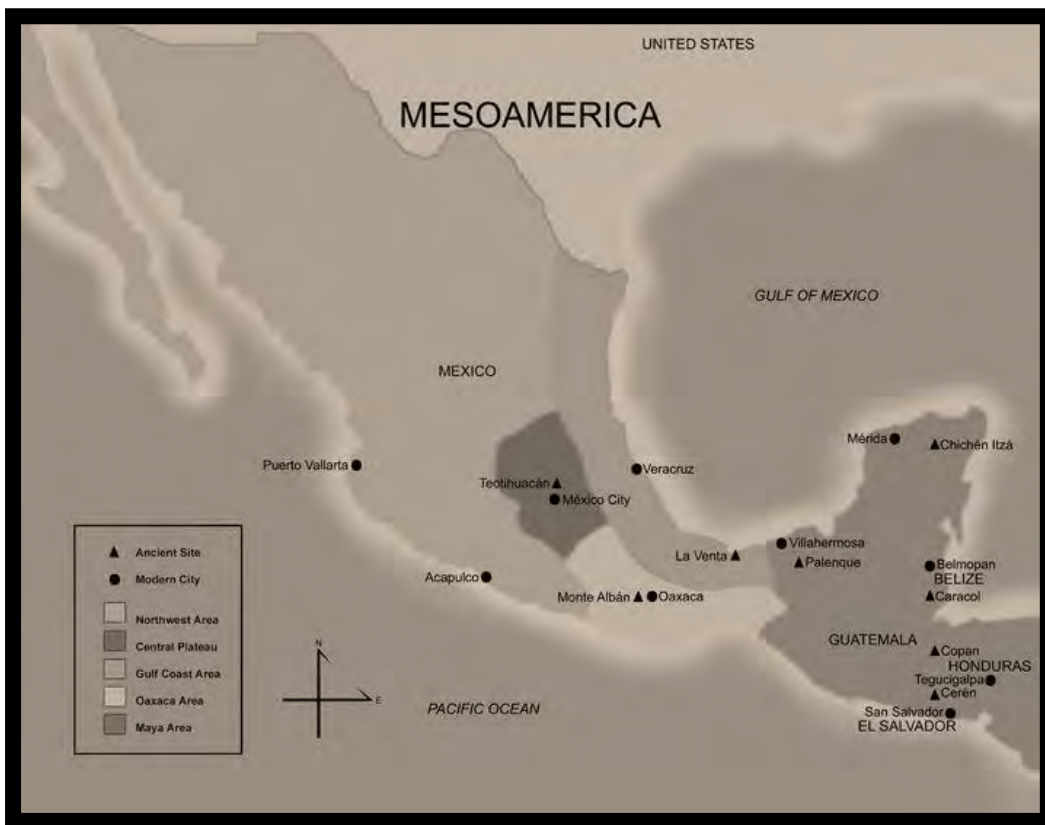 UNITED STATES
MESOAMERICA
GULF OF MEXICO
MEXICO
Mérida
Chichén Itzá
Puerto Vallarta
Veracruz
Teotihuacán
México City
Villahermosa
La Venta
Palenque
Ancient Site
Modern City
Northwest Area
Central Plateau
Gulf Coast Area
Oaxaca Area
Maya Area
Acapulco
Belmopan
BELIZE
Monte Albán
Oaxaca
Caracol
GUATEMALA
Copan
HONDURAS
Tegucigalpa
Cerén
San Salvador
EL SALVADOR
N
E
PACIFIC OCEAN